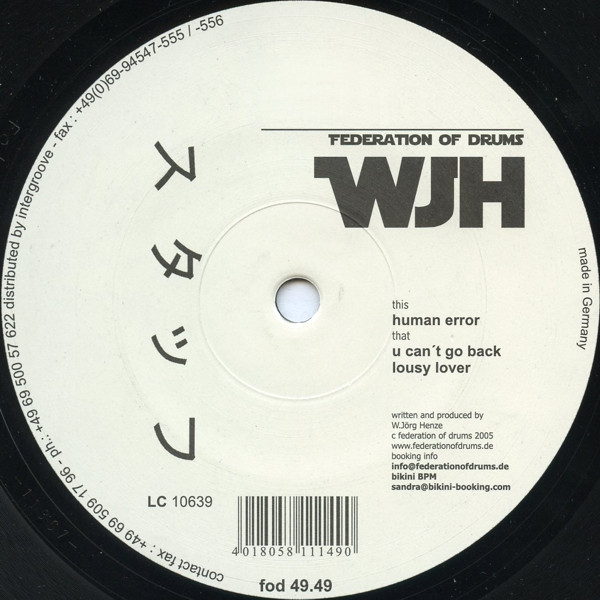 contact fax : +49 69 509 17 96 - ph.: +49 69 500 57 622 distributed by intergroove - fax : +49(0)69-94547-555 / -556
FEDERATION OF DRUMS
WJH
スタッフ
made in Germany
this
human error
that
u can´t go back
lousy lover
written and produced by
W.Jörg Henze
c federation of drums 2005
www.federationofdrums.de
booking info
info@federationofdrums.de
bikini BPM
sandra@bikini-booking.com
LC 10639
4 018058 111490
fod 49.49